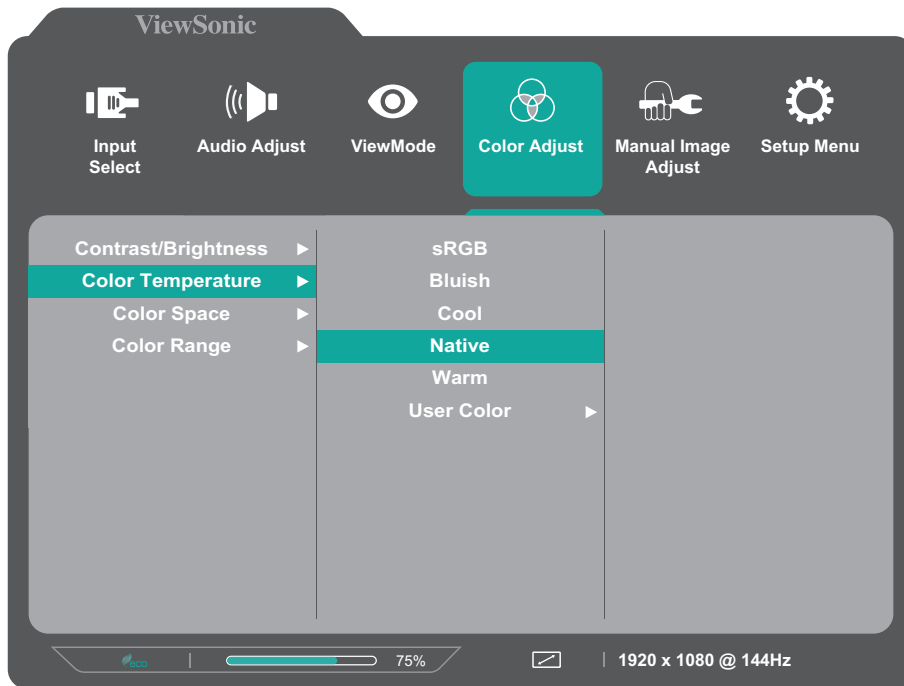 ViewSonic
Input
Select
Audio Adjust
ViewMode
Color Adjust
Manual Image
Adjust
Setup Menu
Contrast/Brightness
Color Temperature
Color Space
Color Range
sRGB
Bluish
Cool
Native
Warm
User Color
eco
75%
1920 x 1080 @ 144Hz